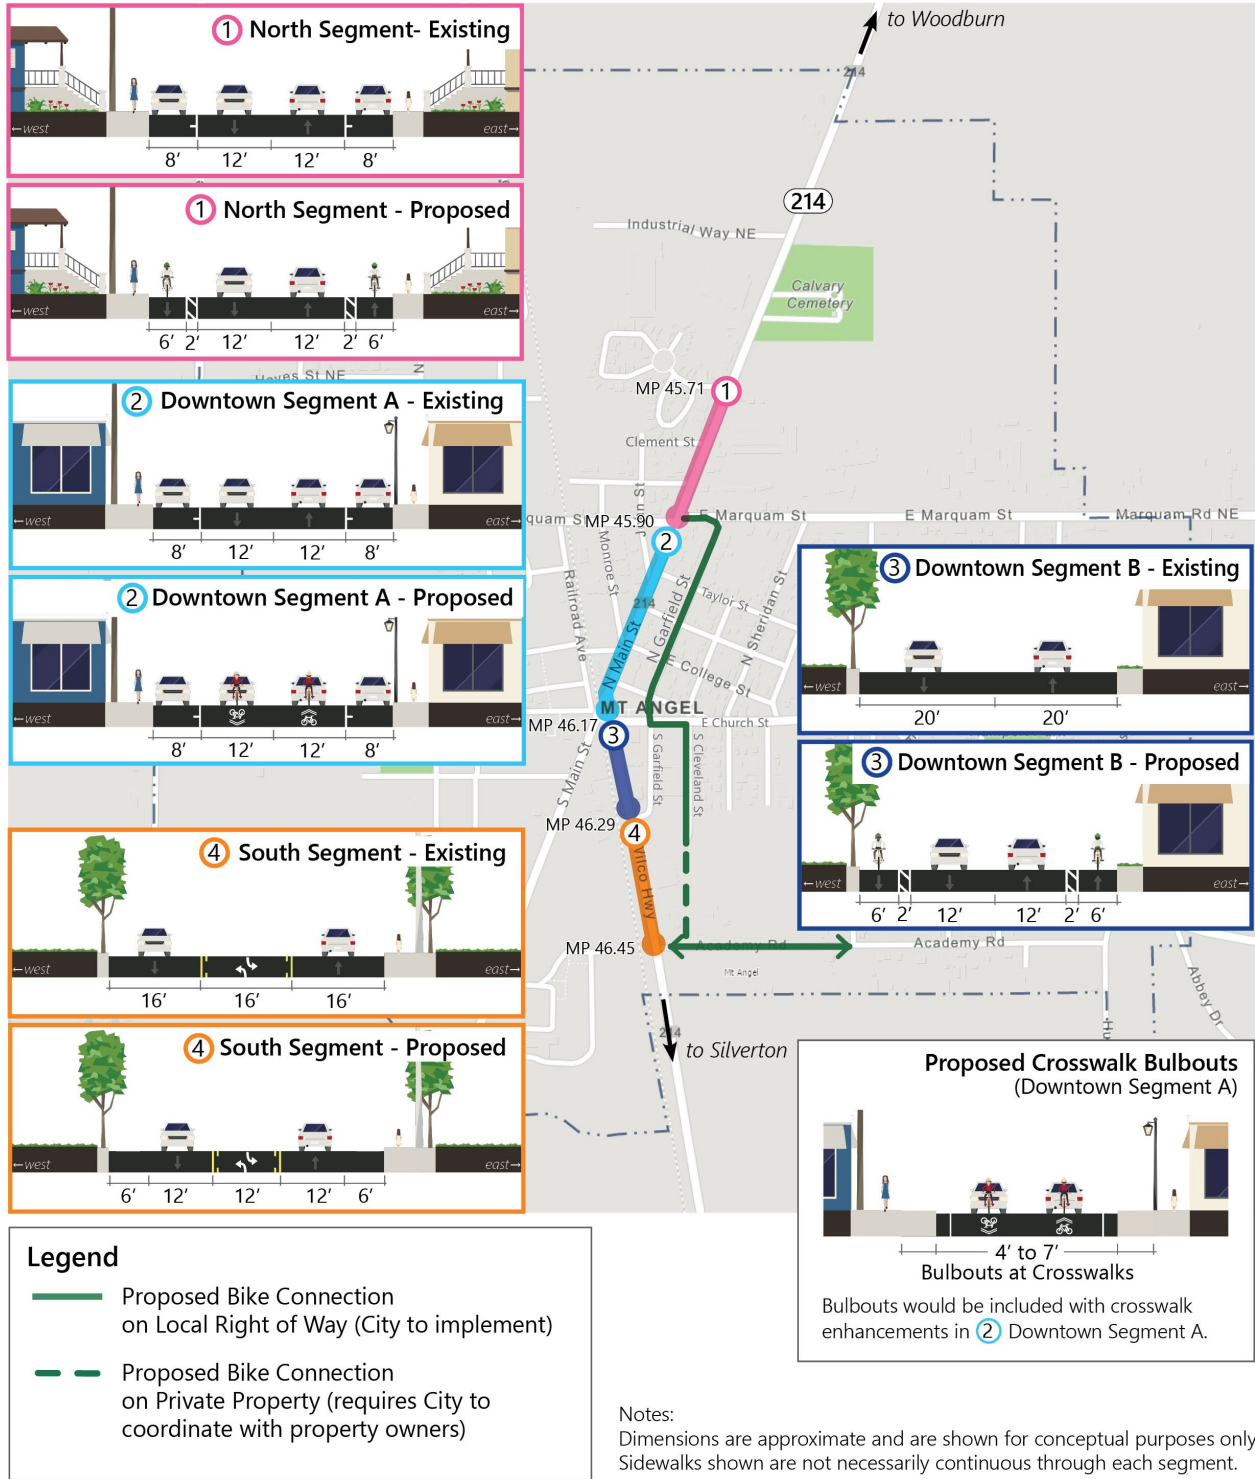 1 North Segment- Existing
←west
east→
8’ 12’ 12’ 8’
1 North Segment - Proposed
←west
east→
6’ 2’ 12’ 12’ 2’ 6’
Hayes St NE
N
2 Downtown Segment A - Existing
←west
east→
8’ 12’ 12’ 8’
2 Downtown Segment A - Proposed
←west
east→
8’ 12’ 12’ 8’
4 South Segment - Existing
←west
east→
16’ 16’ 16’
4 South Segment - Proposed
←west
east→
6’ 12’ 12’ 12’ 6’
to Woodburn
214
214
Industrial Way NE
Calvary
Cemetery
MP 45.71
1
Clement St
MP 45.90
E Marquam St
E Marquam St
Marquam Rd NE
2
Monroe St
Railroad Ave
Taylor St
214
N Garfield St
N Sheridan St
N Main St
College St
MT ANGEL
MP 46.17
E Church St
3
S Main St
S Garfield St
S Cleveland St
MP 46.29
4
Wilco Hwy
MP 46.45
Academy Rd
Academy Rd
Mt Angel
Abbey Dr
214
to Silverton
3 Downtown Segment B - Existing
←west
east→
20’ 20’
3 Downtown Segment B - Proposed
←west
east→
6’ 2’ 12’ 12’ 2’ 6’
Proposed Crosswalk Bulbouts
(Downtown Segment A)
4’ to 7’
Bulbouts at Crosswalks
Bulbouts would be included with crosswalk
enhancements in 2 Downtown Segment A.
Legend
Proposed Bike Connection
on Local Right of Way (City to implement)
Proposed Bike Connection
on Private Property (requires City to
coordinate with property owners)
Notes:
Dimensions are approximate and are shown for conceptual purposes only
Sidewalks shown are not necessarily continuous through each segment.